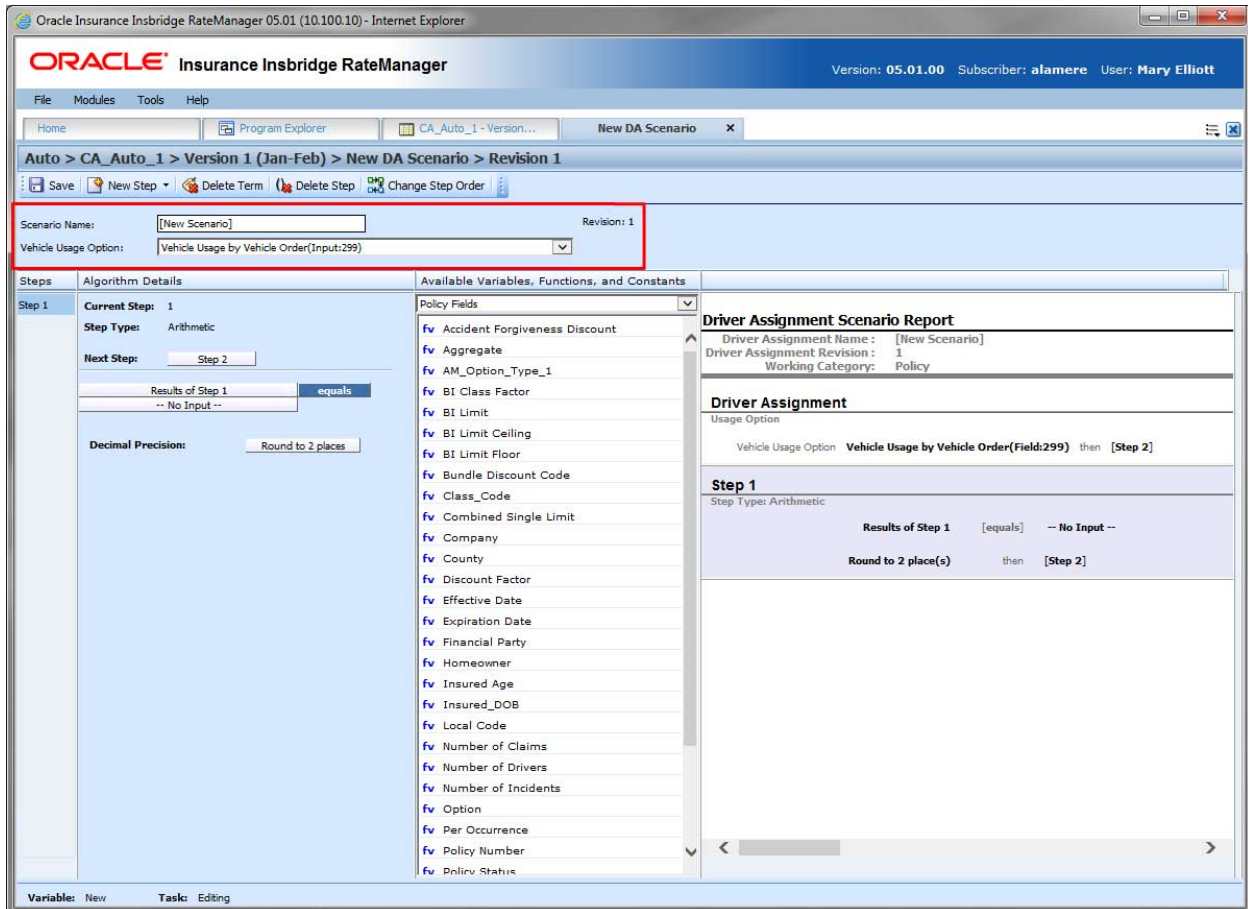 Oracle Insurance Insbridge RateManager 05.01 (10.100.10) - Internet Explorer
ORACLE Insurance Insbridge RateManager
Version: 05.01.00 Subscriber: alamere User: Mary Elliott
File Modules Tools Help
Home Program Explorer CA_Auto_1 - Version... New DA Scenario ×
Auto > CA_Auto_1 > Version 1 (Jan-Feb) > New DA Scenario > Revision 1
Save New Step Delete Term Delete Step Change Step Order
Scenario Name: [New Scenario] Revision: 1
Vehicle Usage Option: Vehicle Usage by Vehicle Order(Input:299)
Steps Algorithm Details Available Variables, Functions, and Constants
Step 1
Current Step: 1
Step Type: Arithmetic
Next Step: Step 2
Results of Step 1 equals
-- No Input --
Decimal Precision: Round to 2 places
Policy Fields
fv Accident Forgiveness Discount
fv Aggregate
fv AM_Option_Type_1
fv BI Class Factor
fv BI Limit
fv BI Limit Ceiling
fv BI Limit Floor
fv Bundle Discount Code
fv Class_Code
fv Combined Single Limit
fv Company
fv County
fv Discount Factor
fv Effective Date
fv Expiration Date
fv Financial Party
fv Homeowner
fv Insured Age
fv Insured_DOB
fv Local Code
fv Number of Claims
fv Number of Drivers
fv Number of Incidents
fv Option
fv Per Occurrence
fv Policy Number
fv Policy Status
Driver Assignment Scenario Report
Driver Assignment Name : [New Scenario]
Driver Assignment Revision : 1
Working Category: Policy
Driver Assignment
Usage Option
Vehicle Usage Option Vehicle Usage by Vehicle Order(Field:299) then [Step 2]
Step 1
Step Type: Arithmetic
Results of Step 1 [equals] -- No Input --
Round to 2 place(s) then [Step 2]
Variable: New Task: Editing